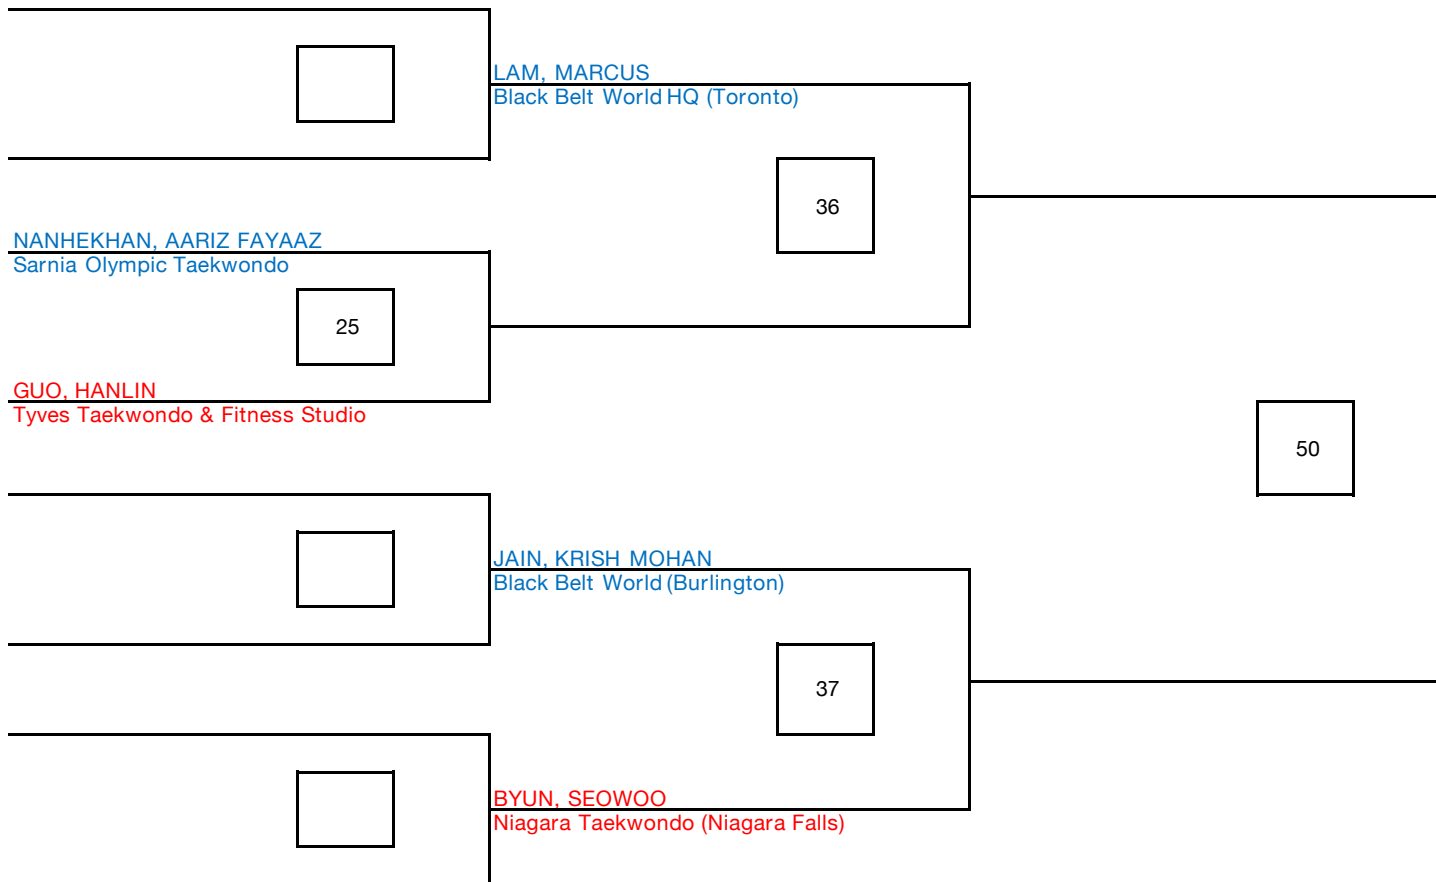 LAM, MARCUS
Black Belt World HQ (Toronto)
36
NANHEKHAN, AARIZ FAYAAZ
Sarnia Olympic Taekwondo
25
GUO, HANLIN
Tyves Taekwondo & Fitness Studio
50
JAIN, KRISH MOHAN
Black Belt World (Burlington)
37
BYUN, SEOWOO
Niagara Taekwondo (Niagara Falls)